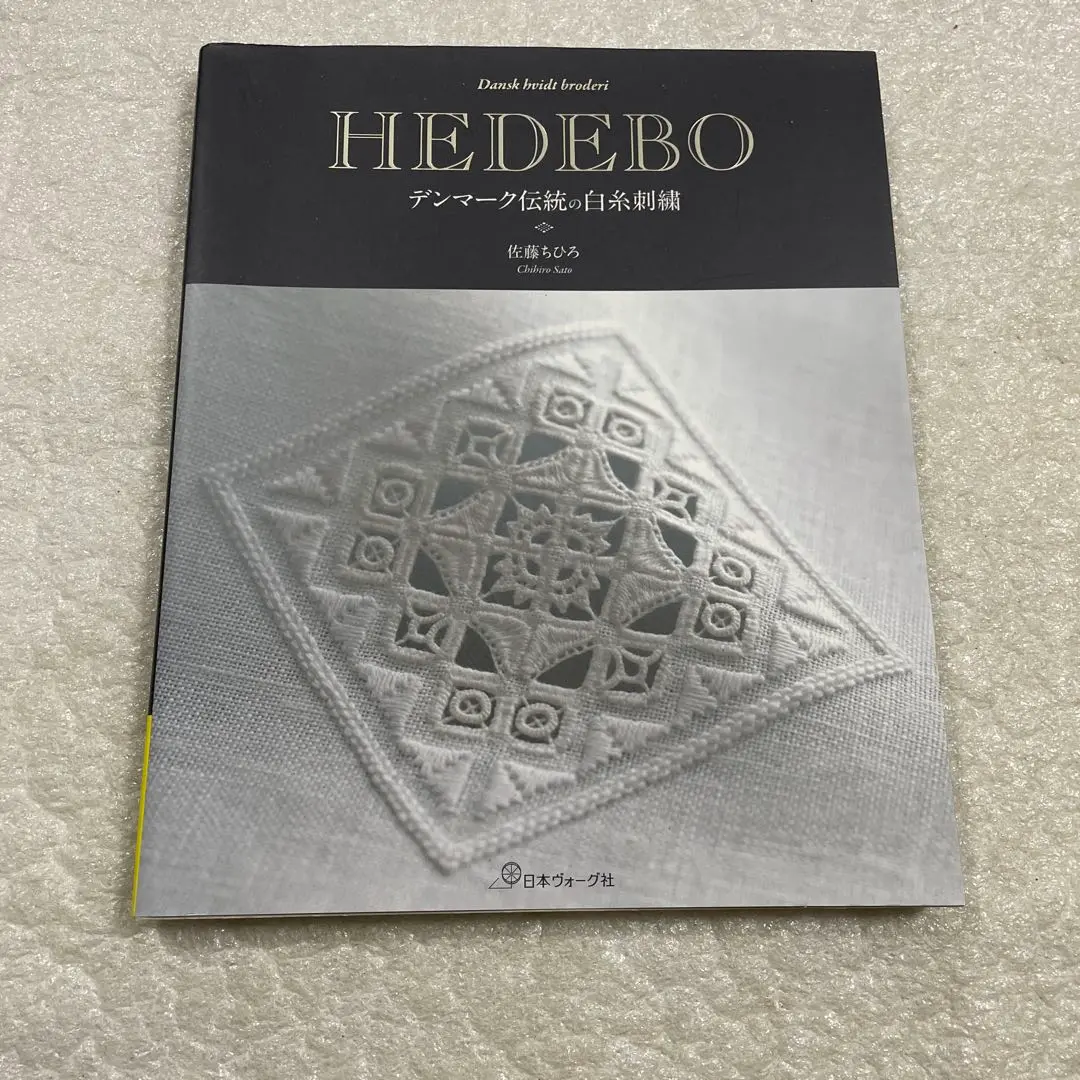 Dansk hvidt broderi
HEDEBO
デンマーク伝統の白糸刺繍
佐藤ちひろ
Chihiro Sato
日本ヴォーグ社